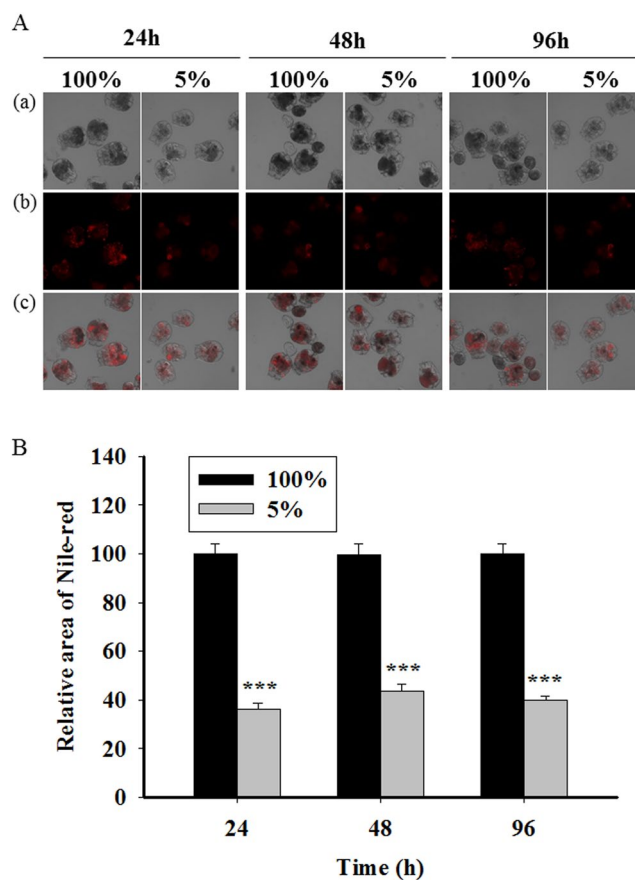 A
24h 48h 96h
100% 5% 100% 5% 100% 5%
(a)
(b)
(c)
B
140
120
100
80
60
40
20
0
Relative area of Nile-red
100%
5%
*** *** ***
24 48 96
Time (h)